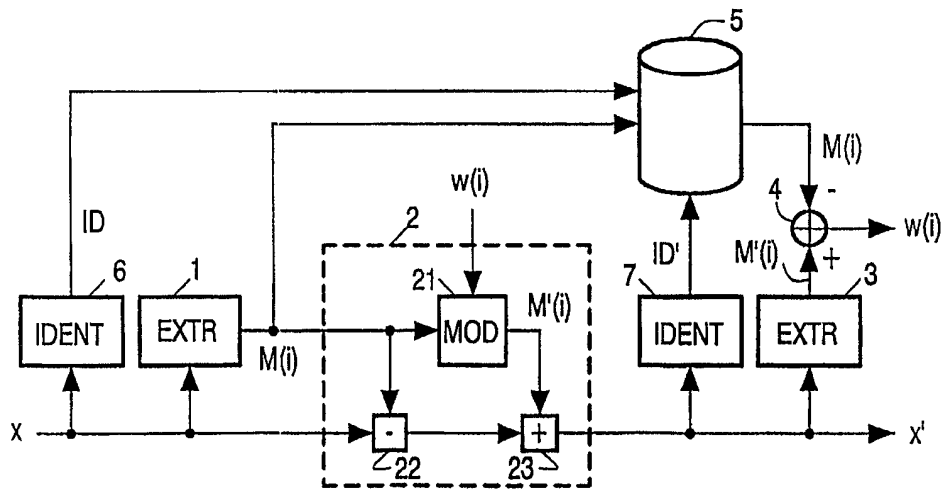 5
M(i)
w(i)
-
4
w(i)
ID
2
ID'
M'(i)
+
6
1
21
M'(i)
7
3
IDENT
EXTR
M(i)
MOD
IDENT
EXTR
x
-
+
x'
22
23